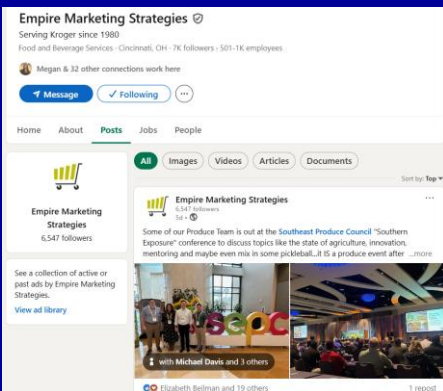 Empire Marketing Strategies
Serving Kroger since 1980
Food and Beverage Services · Cincinnati, OH · 7K followers · 501-1K employees
Megan & 32 other connections work here
Message
Following
Home About Posts Jobs People
All Images Videos Articles Documents
Sort by: Top
Empire Marketing
Strategies
6,547 followers
See a collection of active or
past ads by Empire Marketing
Strategies.
View ad library
Empire Marketing Strategies
6,547 followers
5d •
Some of our Produce Team is out at the Southeast Produce Council "Southern
Exposure" conference to discuss topics like the state of agriculture, innovation,
mentoring and maybe even mix in some pickleball...it IS a produce event after ...more
sepc
with Michael Davis and 3 others
Elizabeth Beilman and 19 others
1 repost